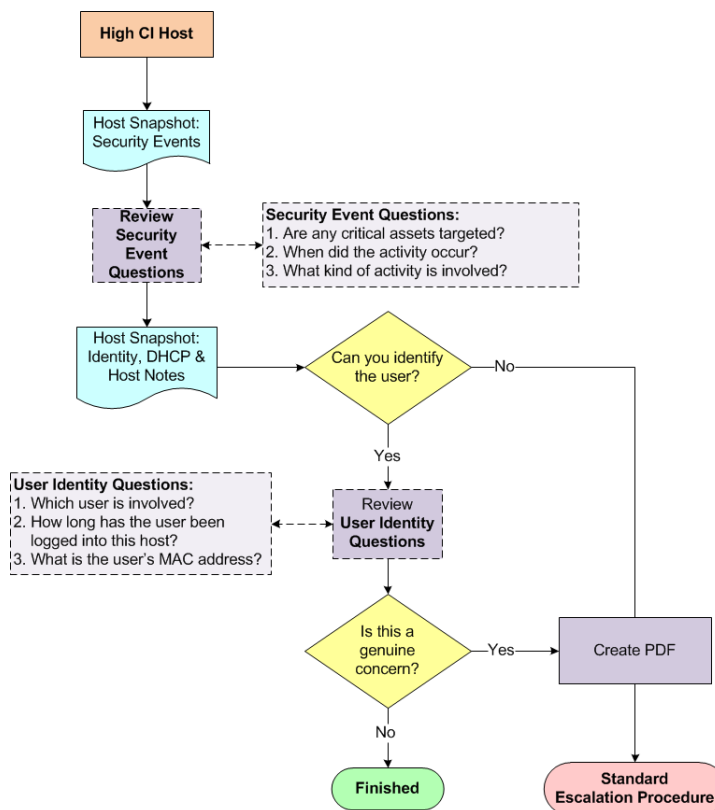 High CI Host
Host Snapshot:
Security Events
Review
Security
Event
Questions
Security Event Questions:
1. Are any critical assets targeted?
2. When did the activity occur?
3. What kind of activity is involved?
Host Snapshot:
Identity, DHCP &
Host Notes
Can you identify
the user?
No
Yes
User Identity Questions:
1. Which user is involved?
2. How long has the user been
logged into this host?
3. What is the user's MAC address?
Review
User Identity
Questions
Is this a
genuine
concern?
Yes
Create PDF
No
Finished
Standard
Escalation Procedure